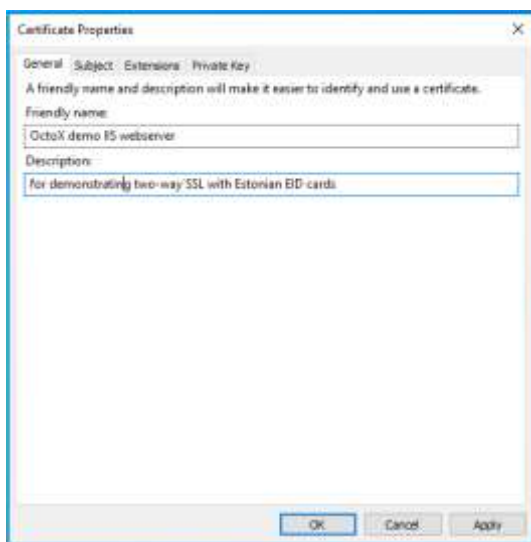 Certificate Properties
General Subject Extensions Private Key
A friendly name and description will make it easier to identify and use a certificate.
Friendly name:
OctoX demo IIS webserver
Description:
for demonstrating two-way SSL with Estonian EID cards
OK Cancel Apply